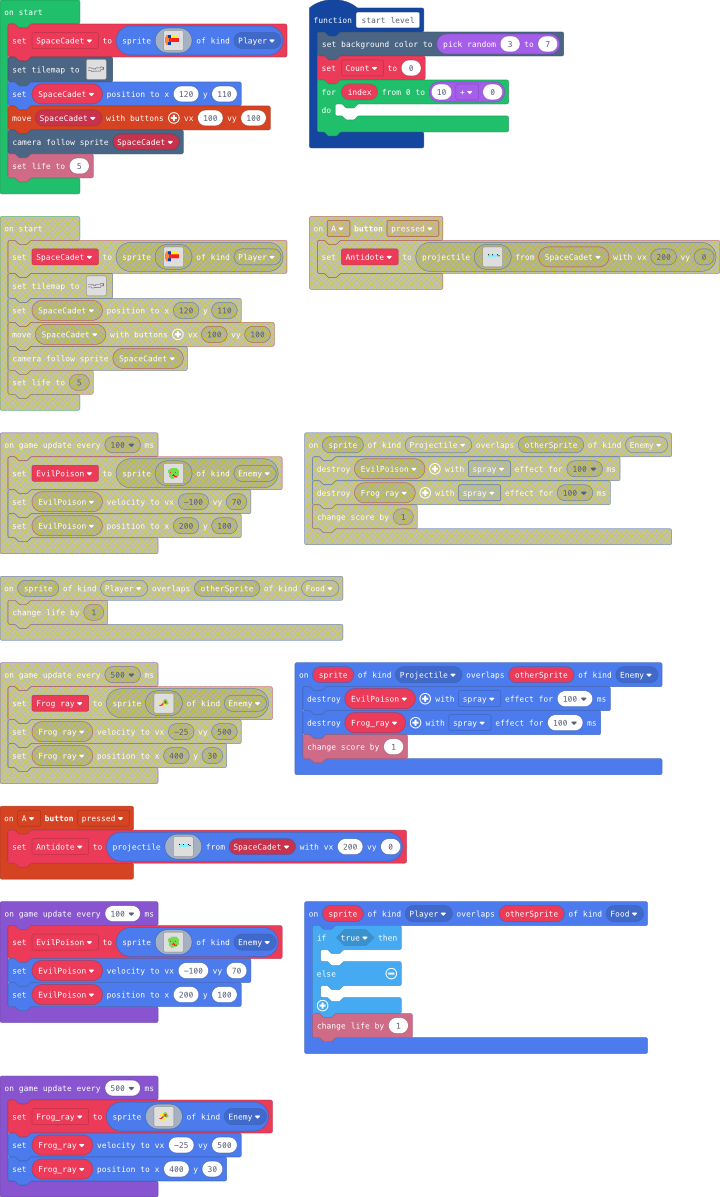 on start
set SpaceCadet to sprite of kind Player
set tilemap to
set SpaceCadet position to x 120 y 110
move SpaceCadet with buttons + vx 100 vy 100
camera follow sprite SpaceCadet
set life to 5
function start level
set background color to pick random 3 to 7
set Count to 0
for index from 0 to 10 ÷ 0
do
on start
set SpaceCadet to sprite of kind Player
set tilemap to
set SpaceCadet position to x 120 y 110
move SpaceCadet with buttons + vx 100 vy 100
camera follow sprite SpaceCadet
set life to 5
on A button pressed
set Antidote to projectile from SpaceCadet with vx 200 vy 0
on game update every 100 ms
set EvilPoison to sprite of kind Enemy
set EvilPoison velocity to vx -100 vy 70
set EvilPoison position to x 200 y 100
on sprite of kind Projectile overlaps otherSprite of kind Enemy
destroy EvilPoison + with spray effect for 100 ms
destroy Frog ray + with spray effect for 100 ms
change score by 1
on sprite of kind Player overlaps otherSprite of kind Food
change life by 1
on game update every 500 ms
set Frog ray to sprite of kind Enemy
set Frog ray velocity to vx -25 vy 500
set Frog ray position to x 400 y 30
on sprite of kind Projectile overlaps otherSprite of kind Enemy
destroy EvilPoison + with spray effect for 100 ms
destroy Frog_ray + with spray effect for 100 ms
change score by 1
on A button pressed
set Antidote to projectile from SpaceCadet with vx 200 vy 0
on game update every 100 ms
set EvilPoison to sprite of kind Enemy
set EvilPoison velocity to vx -100 vy 70
set EvilPoison position to x 200 y 100
on sprite of kind Player overlaps otherSprite of kind Food
if true then
else
change life by 1
on game update every 500 ms
set Frog_ray to sprite of kind Enemy
set Frog_ray velocity to vx -25 vy 500
set Frog_ray position to x 400 y 30